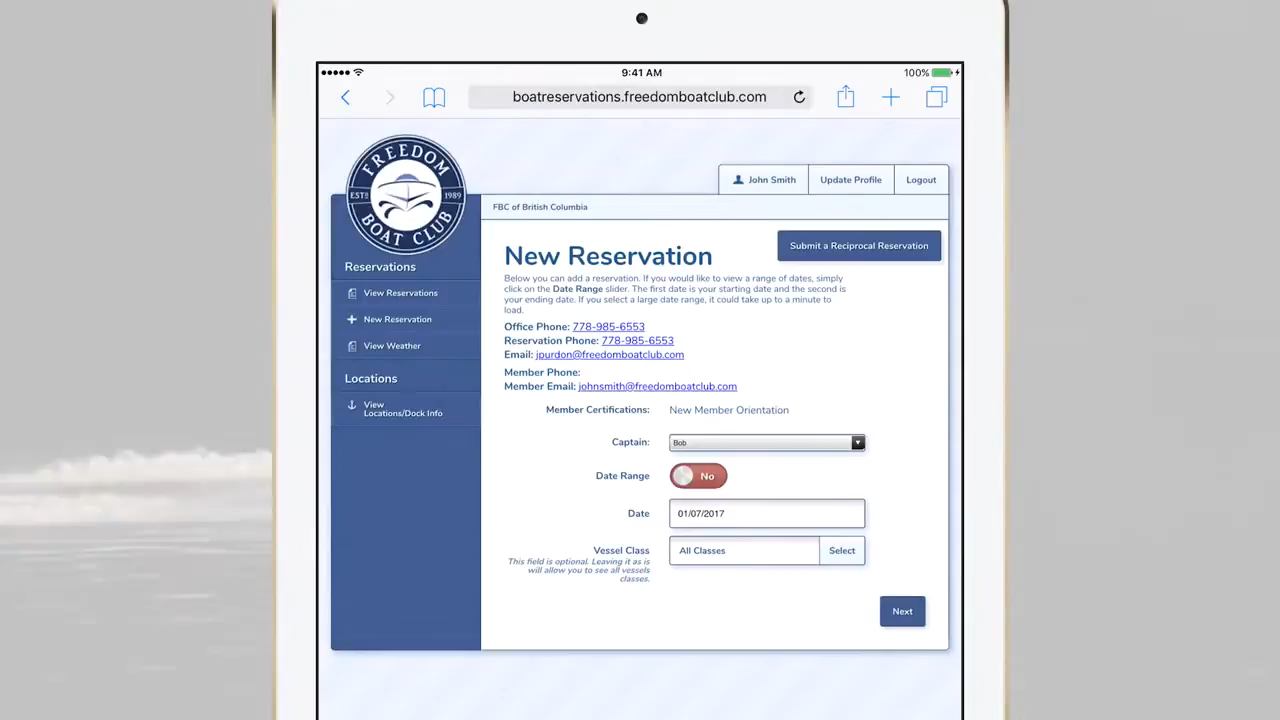 9:41 AM
100%
boatreservations.freedomboatclub.com
FREEDOM
ESTD 1989
BOAT CLUB
John Smith Update Profile Logout
FBC of British Columbia
Reservations
View Reservations
New Reservation
View Weather
Locations
View
Locations/Dock Info
New Reservation
Submit a Reciprocal Reservation
Below you can add a reservation. If you would like to view a range of dates, simply
click on the Date Range slider. The first date is your starting date and the second is
your ending date. If you select a large date range, it could take up to a minute to
load.
Office Phone: 778-985-6553
Reservation Phone: 778-985-6553
Email: jpurdon@freedomboatclub.com
Member Phone:
Member Email: johnsmith@freedomboatclub.com
Member Certifications: New Member Orientation
Captain: Bob
Date Range No
Date 01/07/2017
Vessel Class All Classes Select
This field is optional. Leaving it as is
will allow you to see all vessels
classes.
Next